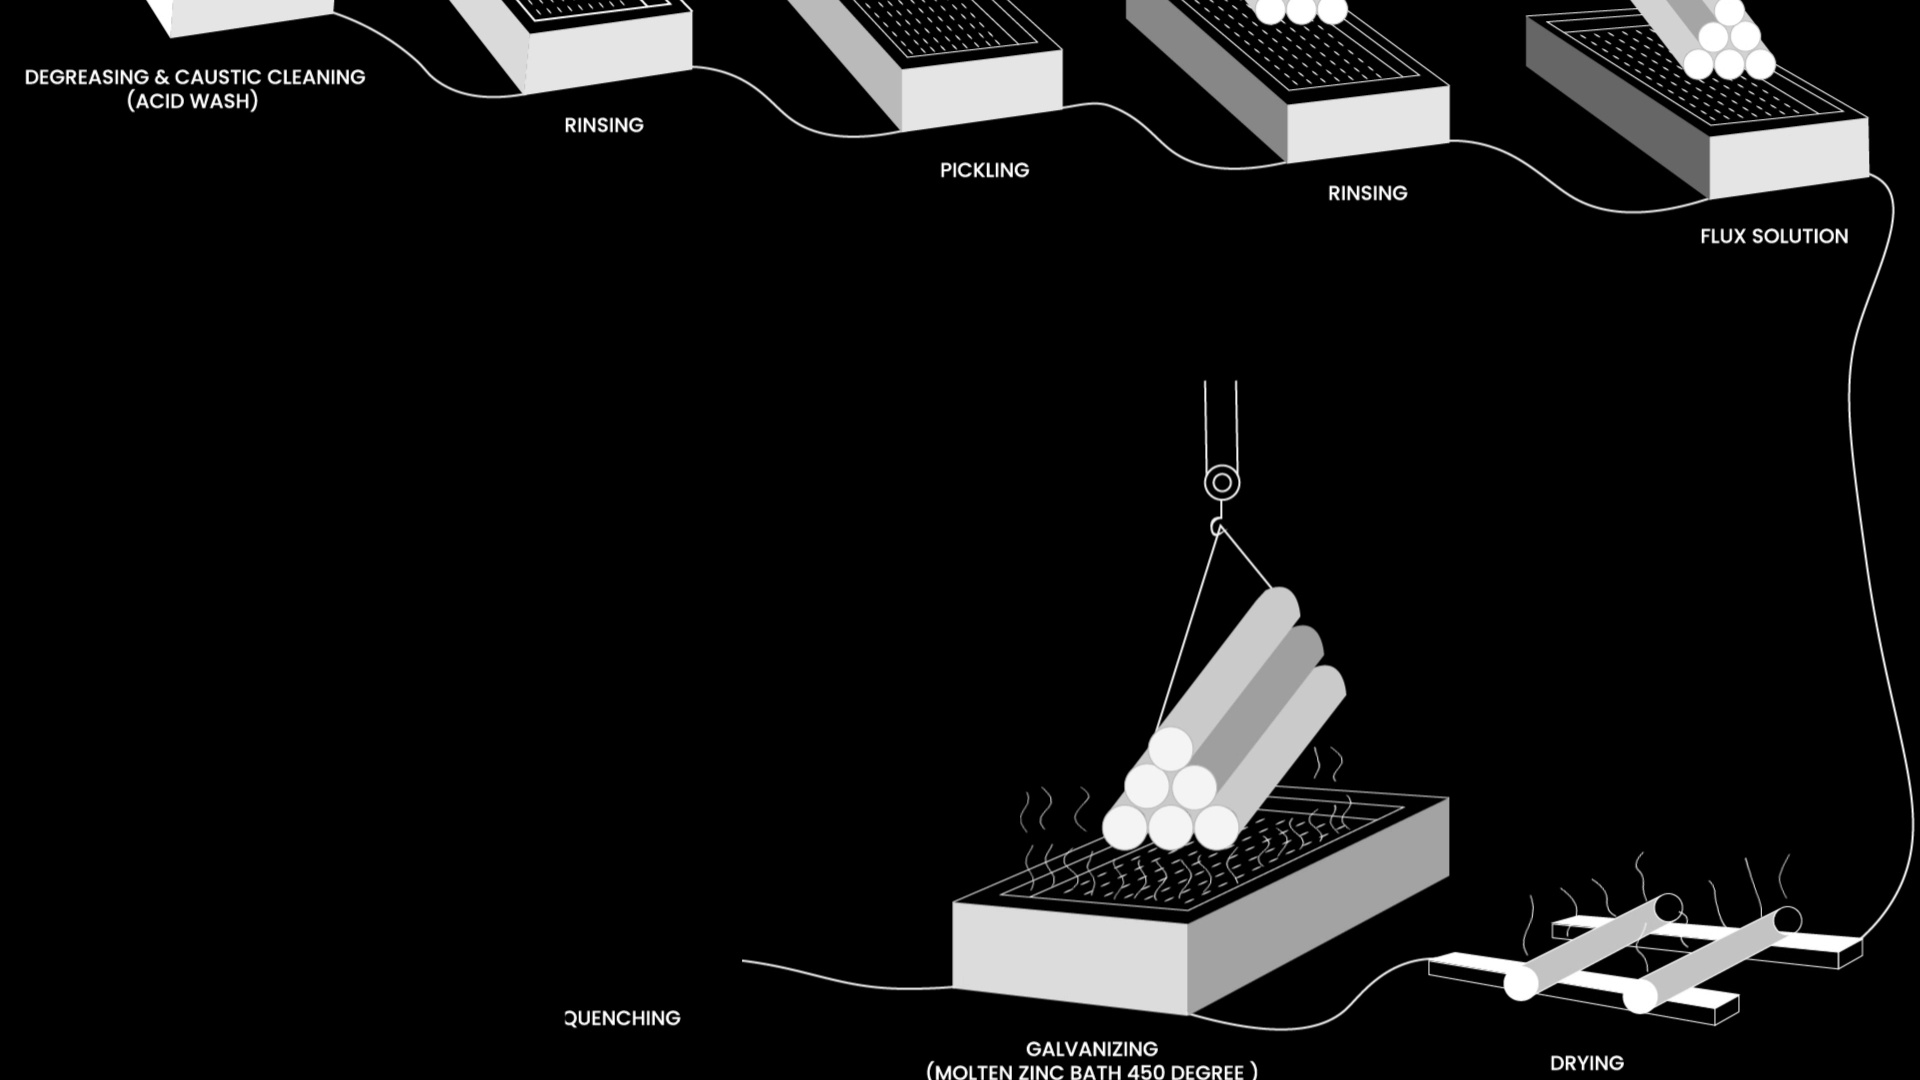 DEGREASING & CAUSTIC CLEANING
(ACID WASH)
RINSING
PICKLING
RINSING
FLUX SOLUTION
QUENCHING
GALVANIZING
(MOLTEN ZINC BATH 450 DEGREE )
DRYING